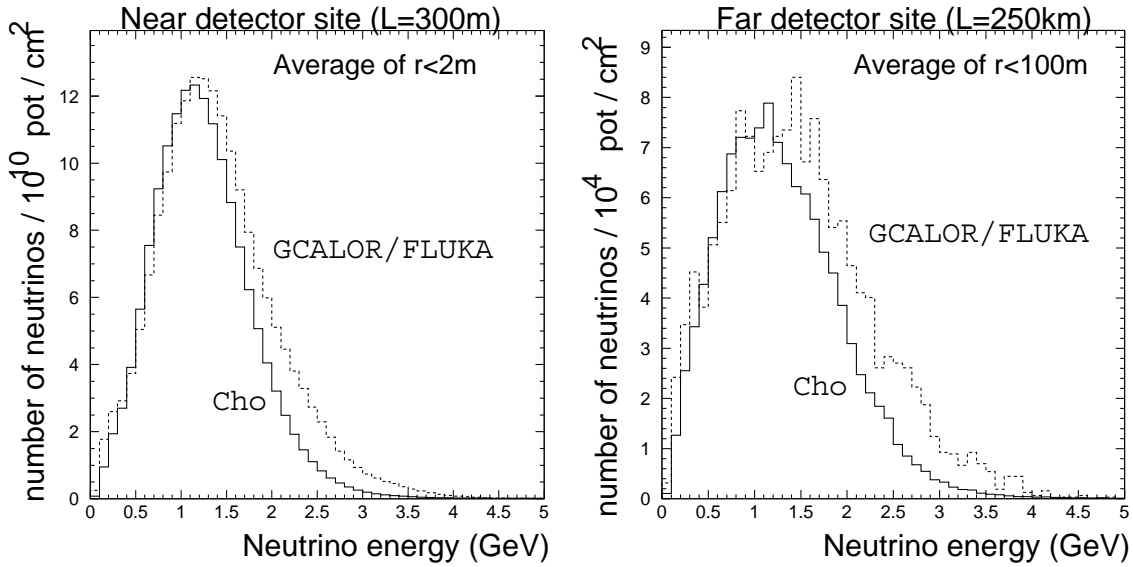 Near detector site (L=300m)
Average of r<2m
number of neutrinos / 10^10 pot / cm^2
12
10
8
6
4
2
0
GCALOR/FLUKA
Cho
0 0.5 1 1.5 2 2.5 3 3.5 4 4.5 5
Neutrino energy (GeV)
Far detector site (L=250km)
Average of r<100m
number of neutrinos / 10^4 pot / cm^2
9
8
7
6
5
4
3
2
1
0
GCALOR/FLUKA
Cho
0 0.5 1 1.5 2 2.5 3 3.5 4 4.5 5
Neutrino energy (GeV)